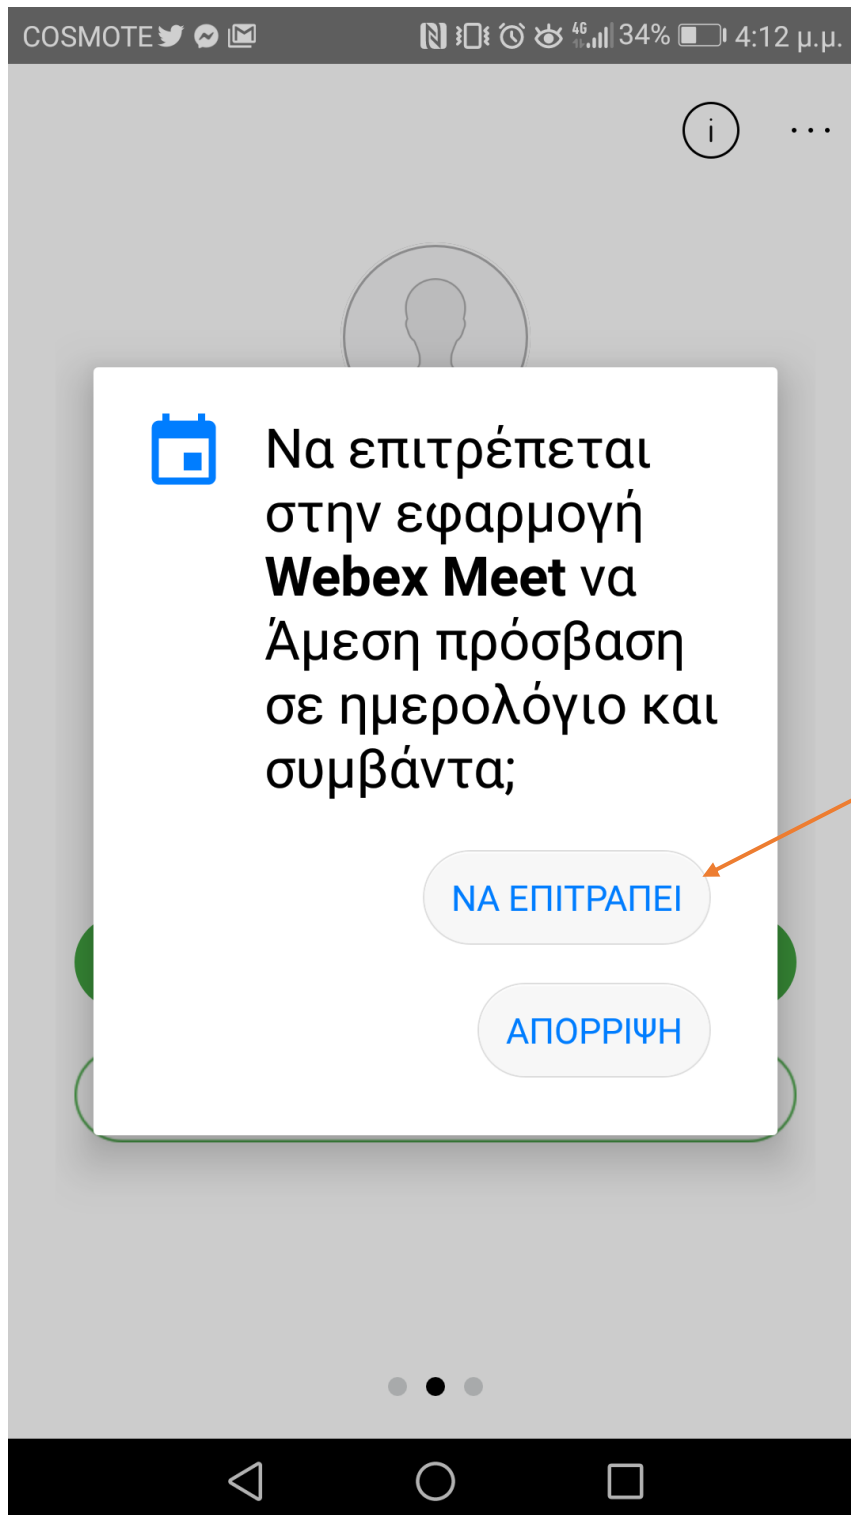 COSMOTE 4G 34% 4:12 μ.μ.
i
Να επιτρέπεται
στην εφαρμογή
Webex Meet να
Άμεση πρόσβαση
σε ημερολόγιο και
συμβάντα;
ΝΑ ΕΠΙΤΡΑΠΕΙ
ΑΠΟΡΡΙΨΗ